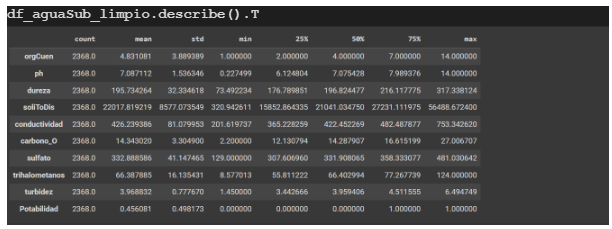 df_aguaSub_limpio.describe().T
count mean std min 25% 50% 75% max
orgCuen 2368.0 4.831081 3.889389 1.000000 2.000000 4.000000 7.000000 14.000000
ph 2368.0 7.087112 1.536346 0.227499 6.124804 7.075428 7.989376 14.000000
dureza 2368.0 195.734264 32.334618 73.492234 176.789851 196.824477 216.117775 317.338124
soliToDis 2368.0 22017.819219 8577.073549 320.942611 15852.864335 21041.034750 27231.111975 56488.672400
conductividad 2368.0 426.239386 81.079953 201.619737 365.228259 422.452269 482.487877 753.342620
carbono_O 2368.0 14.343020 3.304900 2.200000 12.130794 14.287907 16.615199 27.006707
sulfato 2368.0 332.888586 41.147465 129.000000 307.606960 331.908065 358.333077 481.030642
trihalometanos 2368.0 66.387885 16.135431 8.577013 55.811222 66.402994 77.267739 124.000000
turbidez 2368.0 3.968832 0.777670 1.450000 3.442666 3.959406 4.511555 6.494749
Potabilidad 2368.0 0.456081 0.498173 0.000000 0.000000 0.000000 1.000000 1.000000